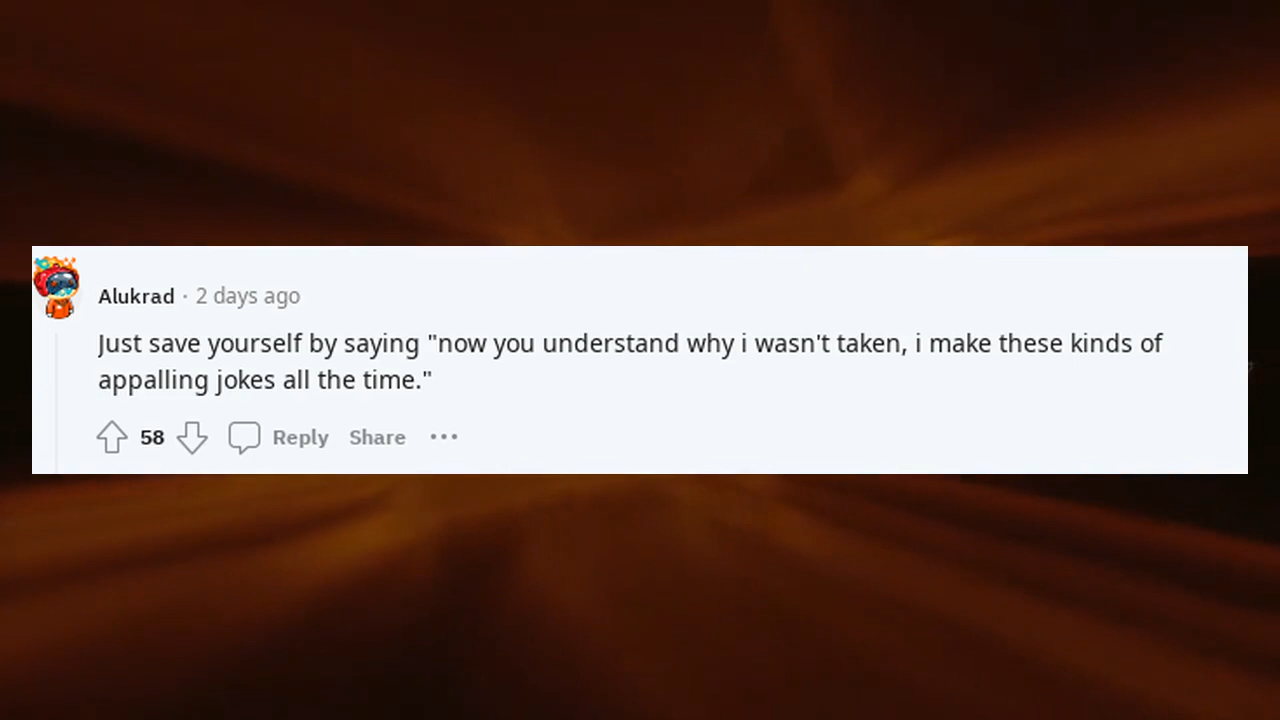 Alukrad · 2 days ago
Just save yourself by saying "now you understand why i wasn't taken, i make these kinds of
appalling jokes all the time."
58 Reply Share •••